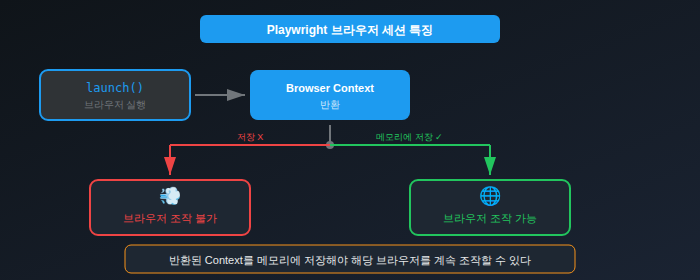 Playwright 브라우저 세션 특징
launch()
브라우저 실행
Browser Context
반환
저장 X
메모리에 저장 ✓
브라우저 조작 불가
브라우저 조작 가능
반환된 Context를 메모리에 저장해야 해당 브라우저를 계속 조작할 수 있다